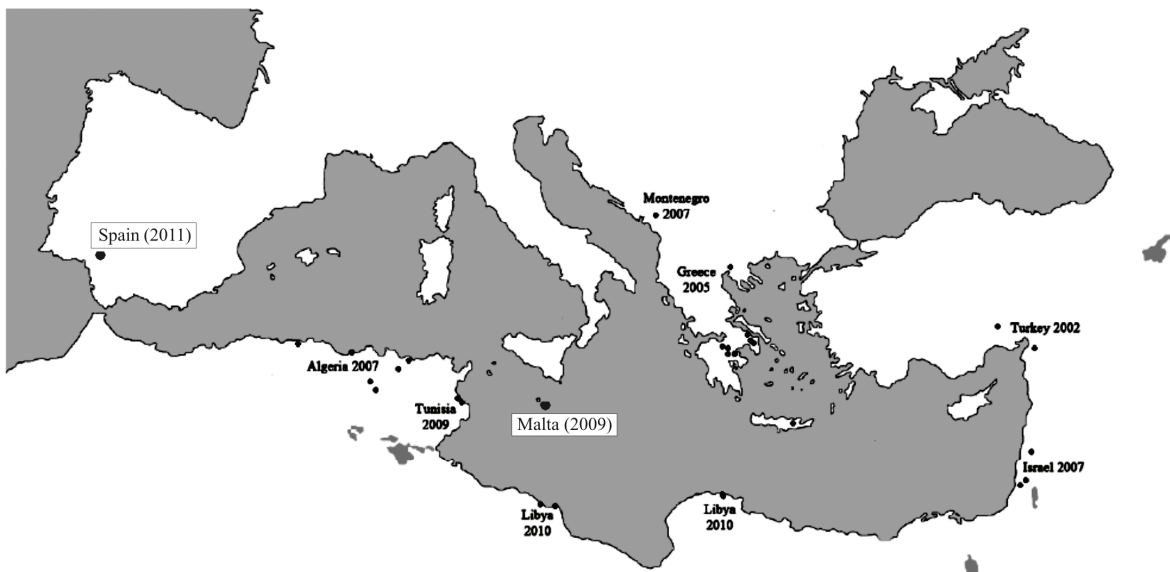 Montenegro
2007
Spain (2011)
Greece
2005
Turkey 2002
Algeria 2007
Tunisia
2009
Malta (2009)
Israel 2007
Libya
2010
Libya
2010